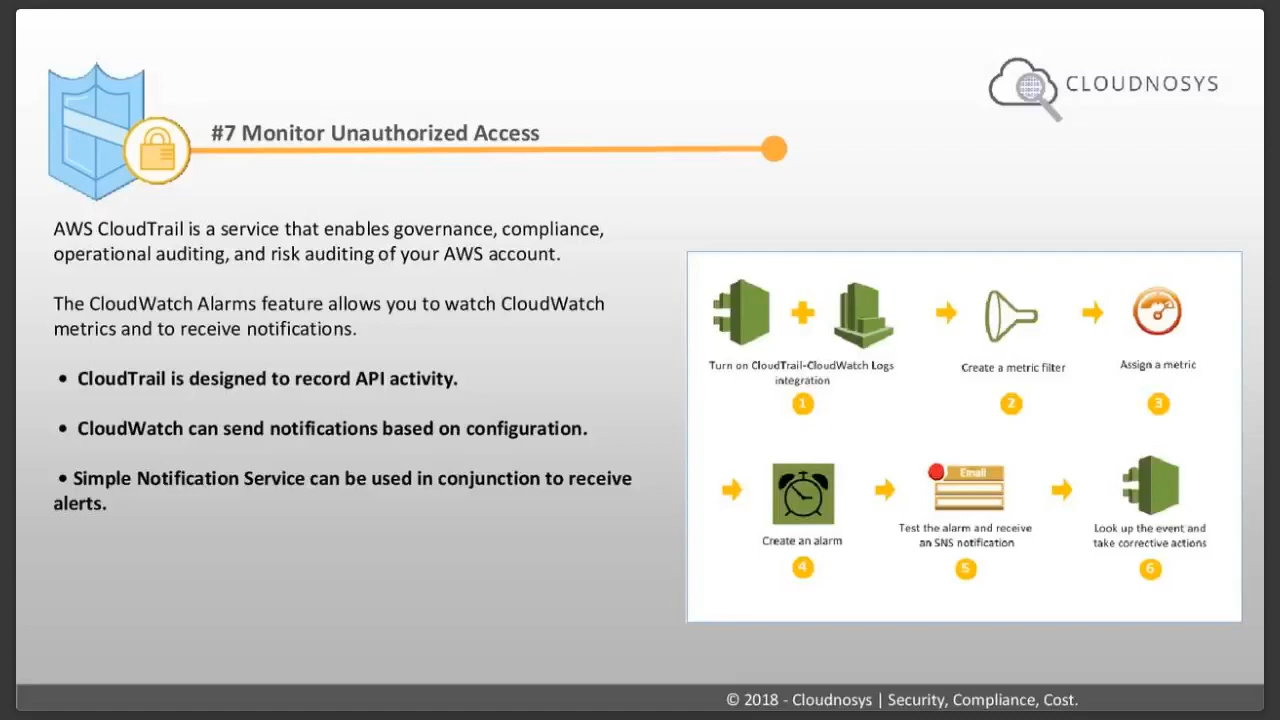 CLOUDNOSYS
#7 Monitor Unauthorized Access
AWS CloudTrail is a service that enables governance, compliance,
operational auditing, and risk auditing of your AWS account.
The CloudWatch Alarms feature allows you to watch CloudWatch
metrics and to receive notifications.
• CloudTrail is designed to record API activity.
• CloudWatch can send notifications based on configuration.
• Simple Notification Service can be used in conjunction to receive
alerts.
Turn on CloudTrail-CloudWatch Logs
integration
1
Create a metric filter
2
Assign a metric
3
Create an alarm
4
Email
Test the alarm and receive
an SNS notification
5
Look up the event and
take corrective actions
6
© 2018 - Cloudnosys | Security, Compliance, Cost.